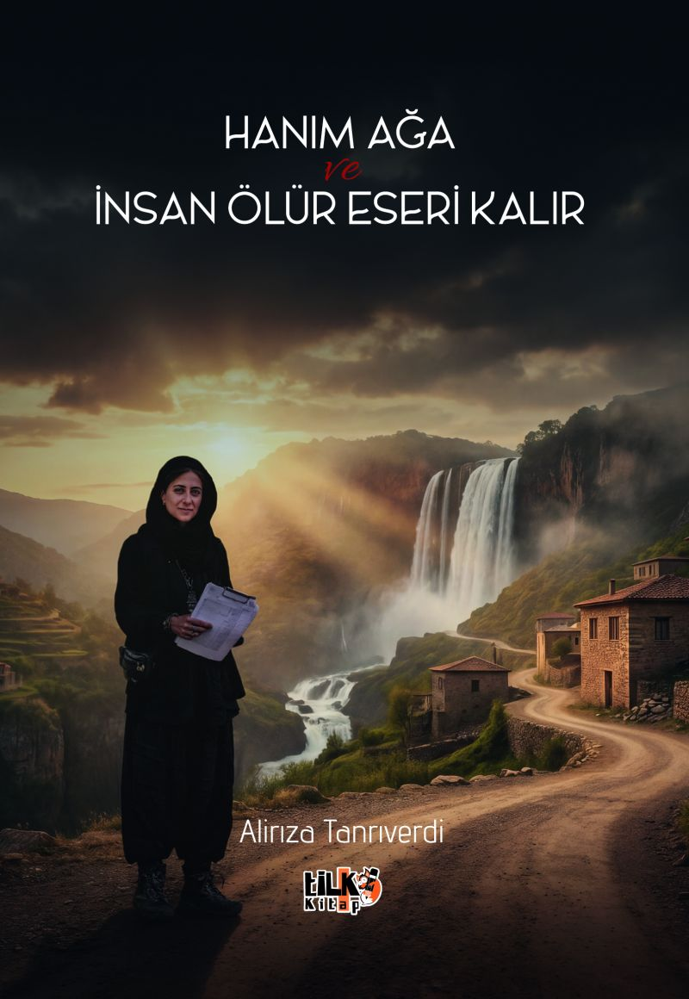 HANIM AĞA
ve
İNSAN ÖLÜR ESERİ KALIR
Alirıza Tanrıverdi
tiLKi
Kitap